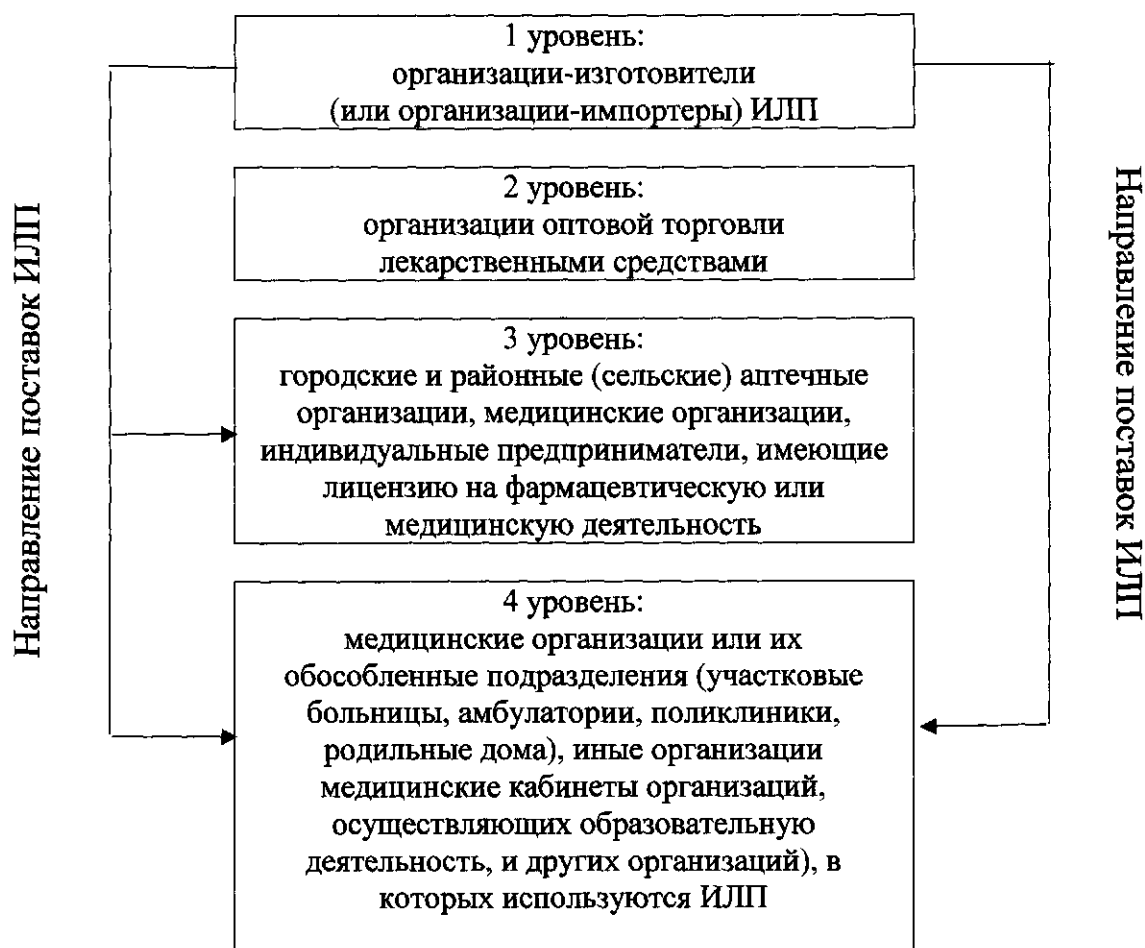 1 уровень:
организации-изготовители
(или организации-импортеры) ИЛП
2 уровень:
организации оптовой торговли
лекарственными средствами
3 уровень:
городские и районные (сельские) аптечные
организации, медицинские организации,
индивидуальные предприниматели, имеющие
лицензию на фармацевтическую или
медицинскую деятельность
4 уровень:
медицинские организации или их
обособленные подразделения (участковые
больницы, амбулатории, поликлиники,
родильные дома), иные организации
медицинские кабинеты организаций,
осуществляющих образовательную
деятельность, и других организаций), в
которых используются ИЛП
Направление поставок ИЛП
Направление поставок ИЛП